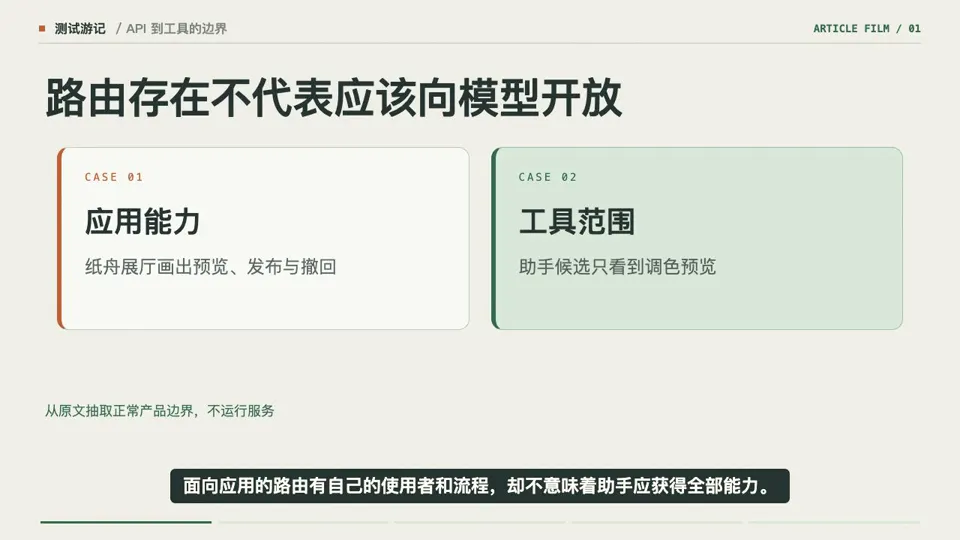 测试游记 / API 到工具的边界
ARTICLE FILM / 01
路由存在不代表应该向模型开放
CASE 01
应用能力
纸舟展厅画出预览、发布与撤回
CASE 02
工具范围
助手候选只看到调色预览
从原文抽取正常产品边界，不运行服务
面向应用的路由有自己的使用者和流程，却不意味着助手应获得全部能力。